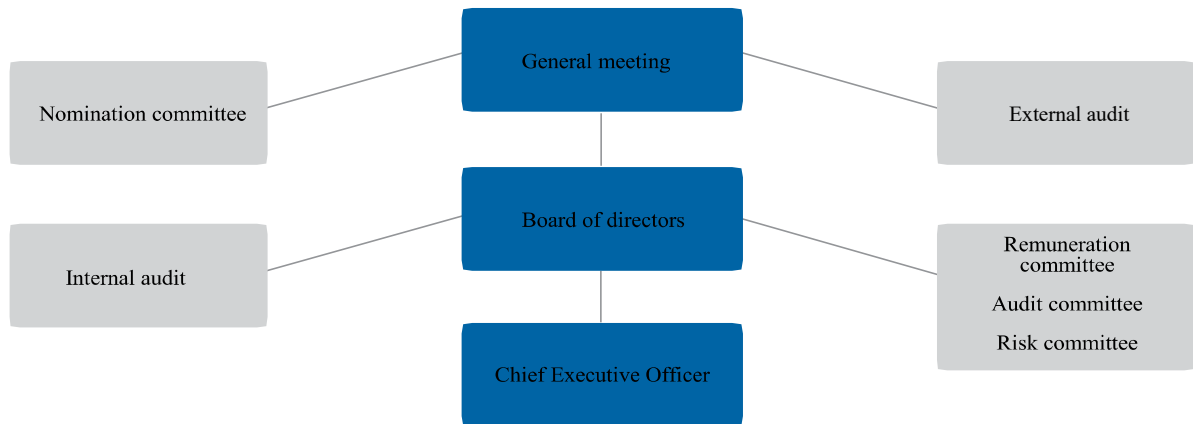 General meeting
Nomination committee
External audit
Board of directors
Internal audit
Remuneration
committee
Audit committee
Risk committee
Chief Executive Officer